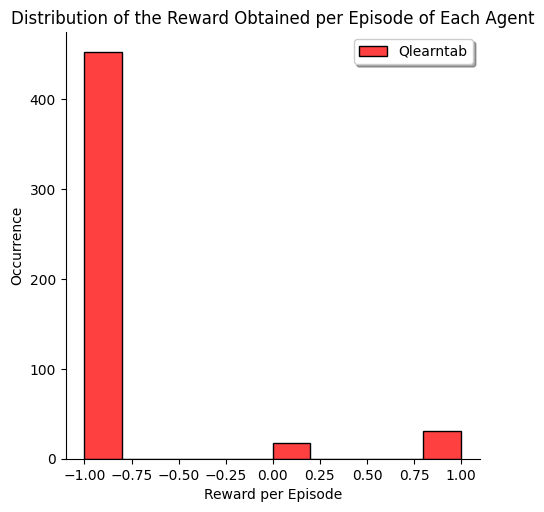 Distribution of the Reward Obtained per Episode of Each Agent
Qlearntab
Occurrence
400
300
200
100
0
−1.00 −0.75 −0.50 −0.25 0.00 0.25 0.50 0.75 1.00
Reward per Episode